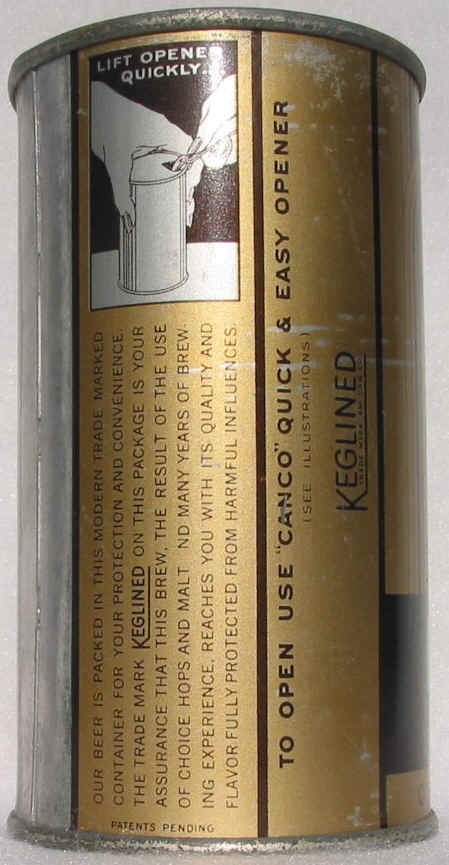 LIFT OPENER
QUICKLY...
OUR BEER IS PACKED IN THIS MODERN TRADE MARKED
CONTAINER FOR YOUR PROTECTION AND CONVENIENCE.
THE TRADE MARK KEGLINED ON THIS PACKAGE IS YOUR
ASSURANCE THAT THIS BREW, THE RESULT OF THE USE
OF CHOICE HOPS AND MALT ND MANY YEARS OF BREW-
ING EXPERIENCE, REACHES YOU WITH ITS QUALITY AND
FLAVOR FULLY PROTECTED FROM HARMFUL INFLUENCES.
PATENTS PENDING
TO OPEN USE "CANCO" QUICK & EASY OPENER
(SEE ILLUSTRATIONS)
KEGLINED
TRADE MARK